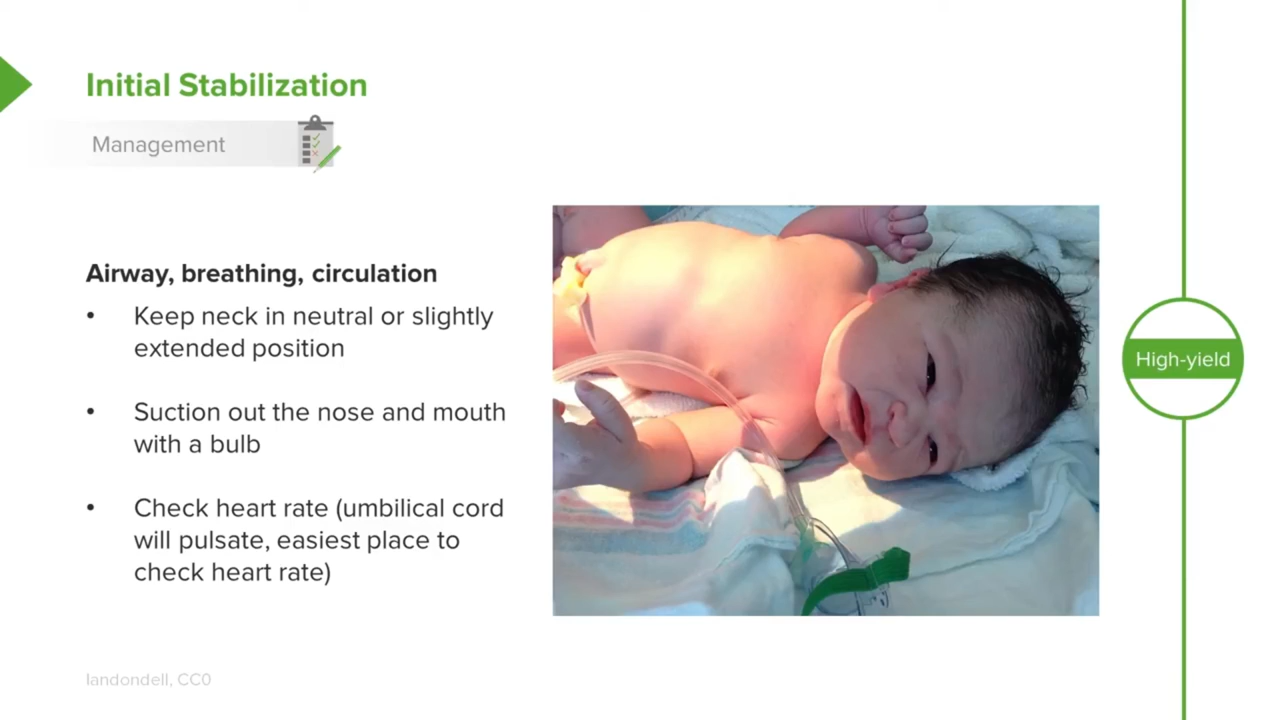 Initial Stabilization
Management
Airway, breathing, circulation
• Keep neck in neutral or slightly
extended position
• Suction out the nose and mouth
with a bulb
• Check heart rate (umbilical cord
will pulsate, easiest place to
check heart rate)
High-yield
landondell, CC0